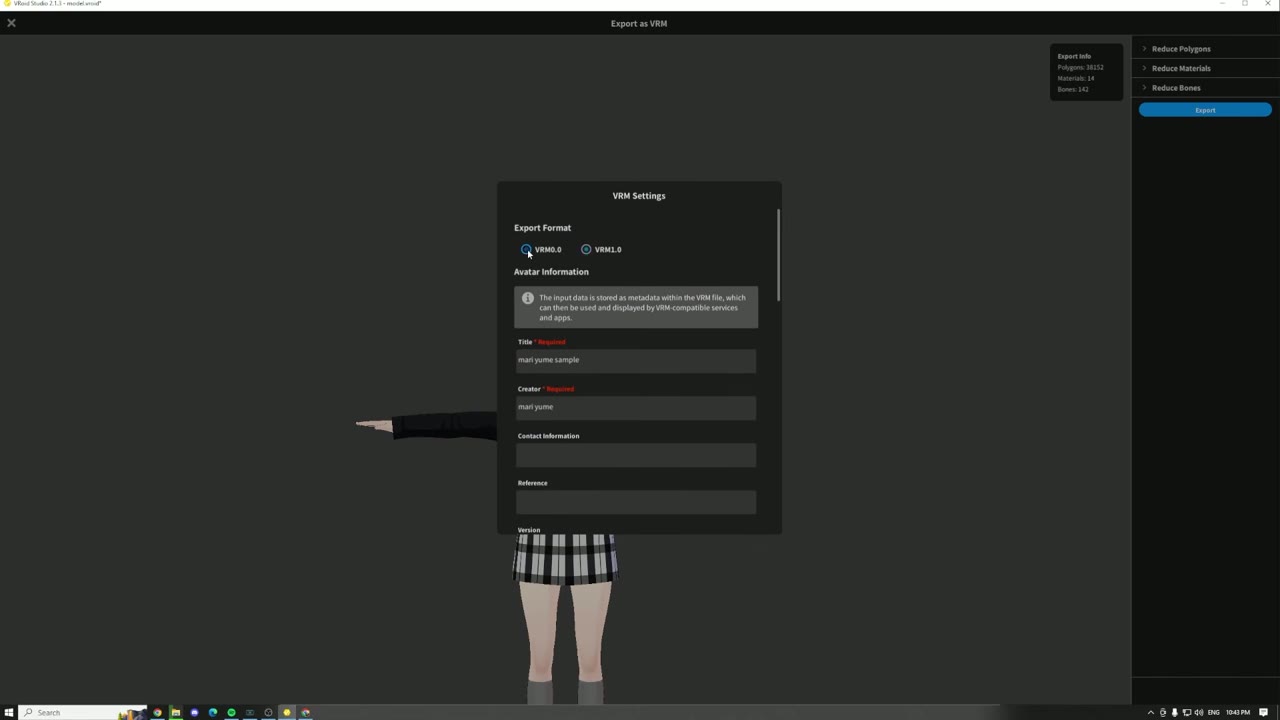 VRoid Studio 2.1.3 - model.vroid*
Export as VRM
Export Info
Polygons: 38152
Materials: 14
Bones: 142
Reduce Polygons
Reduce Materials
Reduce Bones
Export
VRM Settings
Export Format
VRM0.0 VRM1.0
Avatar Information
The input data is stored as metadata within the VRM file, which
can then be used and displayed by VRM-compatible services
and apps.
Title * Required
mari yume sample
Creator * Required
mari yume
Contact Information
Reference
Version
Search
ENG
10:43 PM